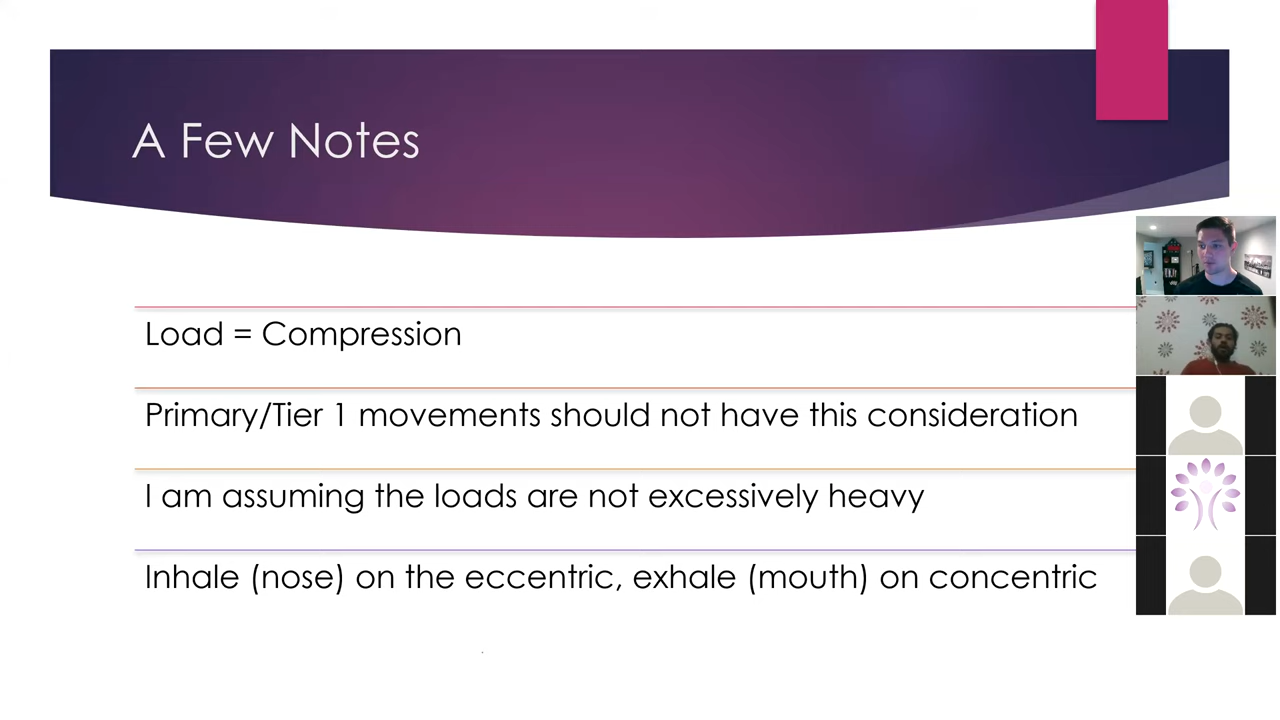 A Few Notes
Load = Compression
Primary/Tier 1 movements should not have this consideration
I am assuming the loads are not excessively heavy
Inhale (nose) on the eccentric, exhale (mouth) on concentric